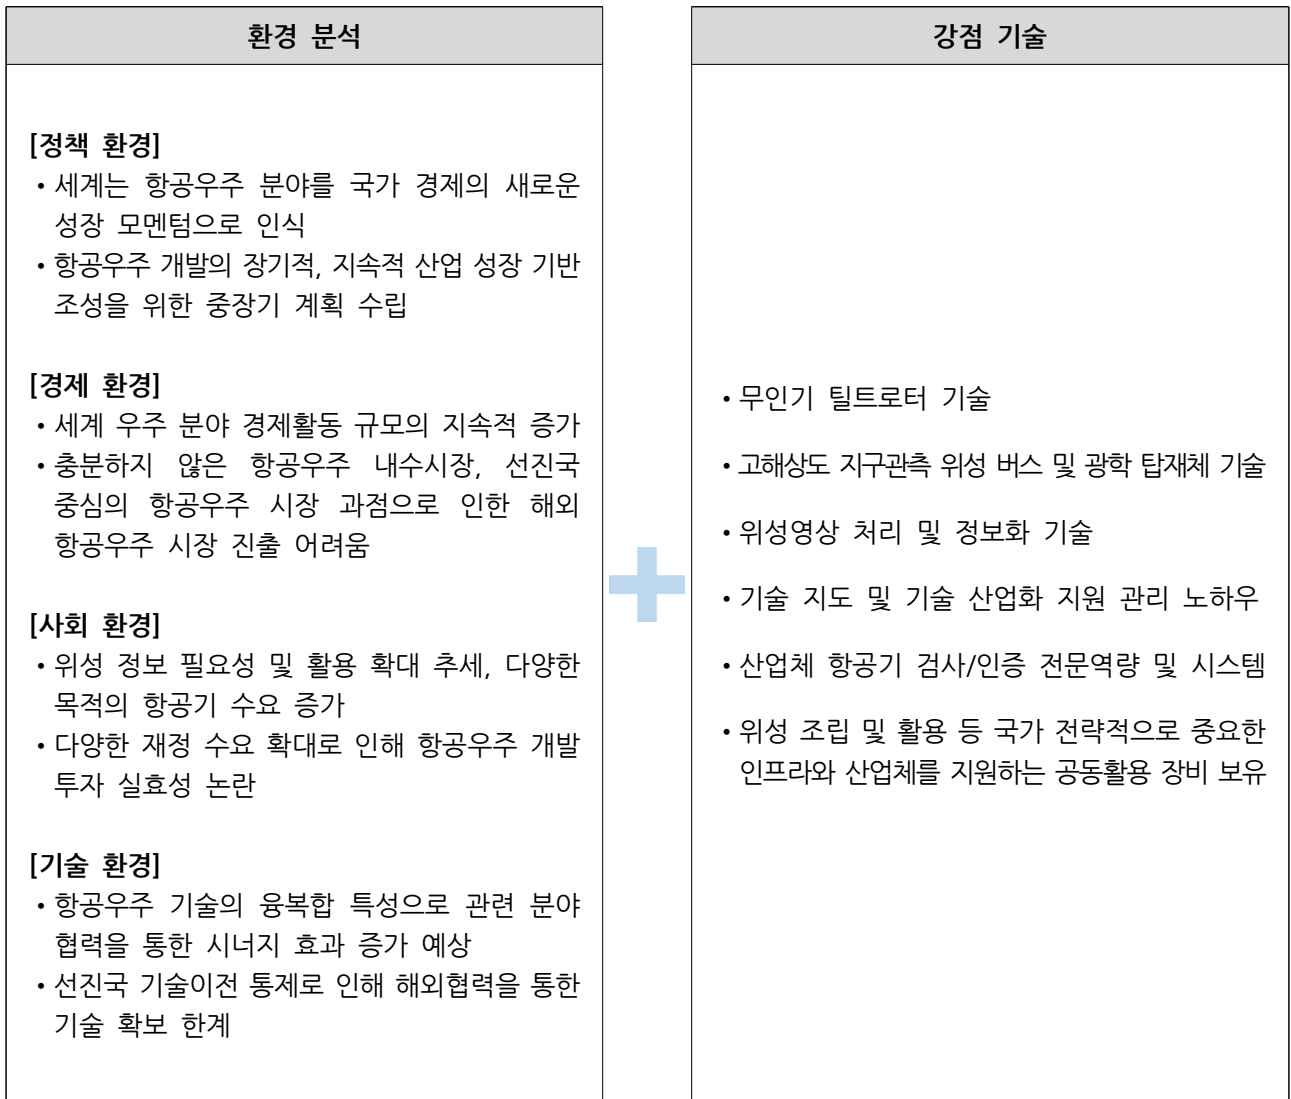 환경 분석
[정책 환경]
• 세계는 항공우주 분야를 국가 경제의 새로운
성장 모멘텀으로 인식
• 항공우주 개발의 장기적, 지속적 산업 성장 기반
조성을 위한 중장기 계획 수립
[경제 환경]
• 세계 우주 분야 경제활동 규모의 지속적 증가
• 충분하지 않은 항공우주 내수시장, 선진국
중심의 항공우주 시장 과점으로 인한 해외
항공우주 시장 진출 어려움
[사회 환경]
• 위성 정보 필요성 및 활용 확대 추세, 다양한
목적의 항공기 수요 증가
• 다양한 재정 수요 확대로 인해 항공우주 개발
투자 실효성 논란
[기술 환경]
• 항공우주 기술의 융복합 특성으로 관련 분야
협력을 통한 시너지 효과 증가 예상
• 선진국 기술이전 통제로 인해 해외협력을 통한
기술 확보 한계
강점 기술
• 무인기 틸트로터 기술
• 고해상도 지구관측 위성 버스 및 광학 탑재체 기술
• 위성영상 처리 및 정보화 기술
• 기술 지도 및 기술 산업화 지원 관리 노하우
• 산업체 항공기 검사/인증 전문역량 및 시스템
• 위성 조립 및 활용 등 국가 전략적으로 중요한
인프라와 산업체를 지원하는 공동활용 장비 보유